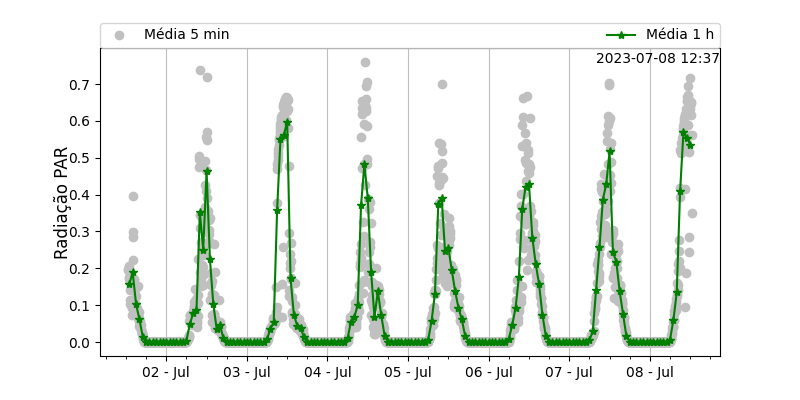 Média 5 min
Média 1 h
2023-07-08 12:37
Radiação PAR
0.7
0.6
0.5
0.4
0.3
0.2
0.1
0.0
02 - Jul
03 - Jul
04 - Jul
05 - Jul
06 - Jul
07 - Jul
08 - Jul